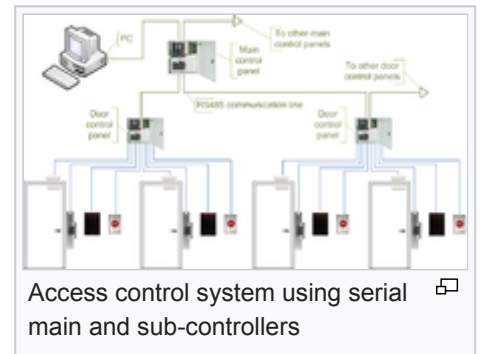 PC
Main
control
panel
To other main
control panels
To other door
control panels
RS485 communication line
Door
control
panel
Door
control
panel
Access control system using serial
main and sub-controllers